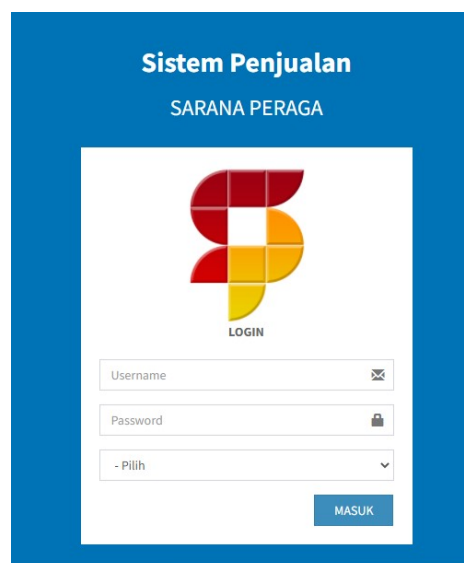 Sistem Penjualan
SARANA PERAGA
LOGIN
Username
Password
- Pilih
MASUK